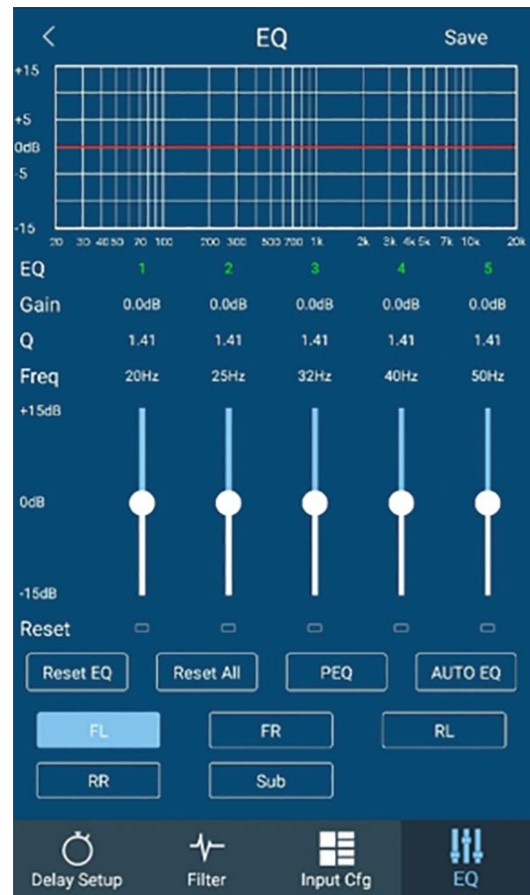 EQ Save
+15
+5
0dB
-5
-15
20 30 40 50 70 100 200 300 500 700 1k 2k 3k 4k 5k 7k 10k 20k
EQ 1 2 3 4 5
Gain 0.0dB 0.0dB 0.0dB 0.0dB 0.0dB
Q 1.41 1.41 1.41 1.41 1.41
Freq 20Hz 25Hz 32Hz 40Hz 50Hz
+15dB
0dB
-15dB
Reset
Reset EQ Reset All PEQ AUTO EQ
FL FR RL
RR Sub
Delay Setup Filter Input Cfg EQ